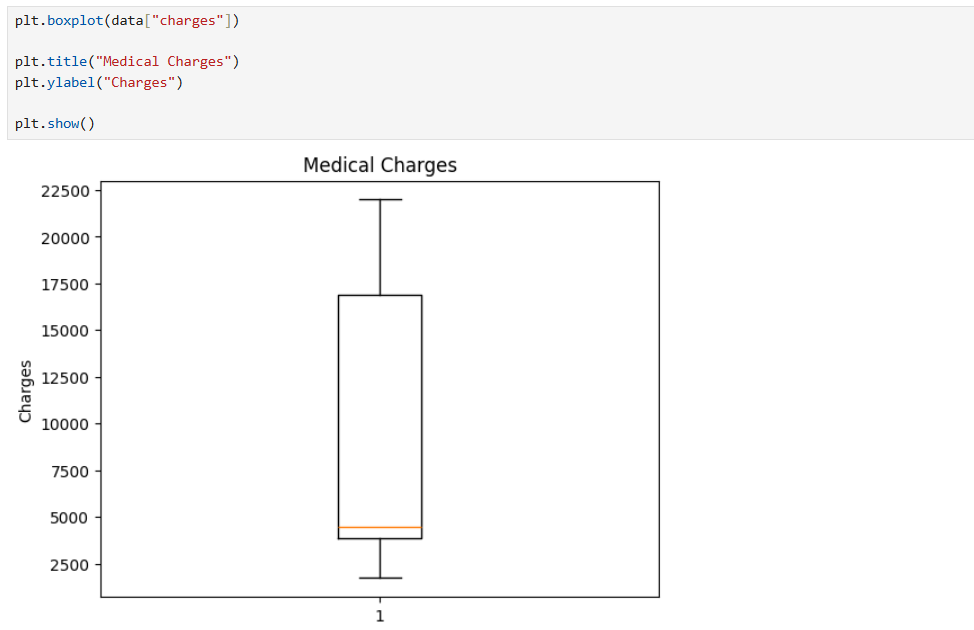 plt.boxplot(data["charges"])
plt.title("Medical Charges")
plt.ylabel("Charges")
plt.show()
Medical Charges
22500
20000
17500
15000
12500
10000
7500
5000
2500
Charges
1